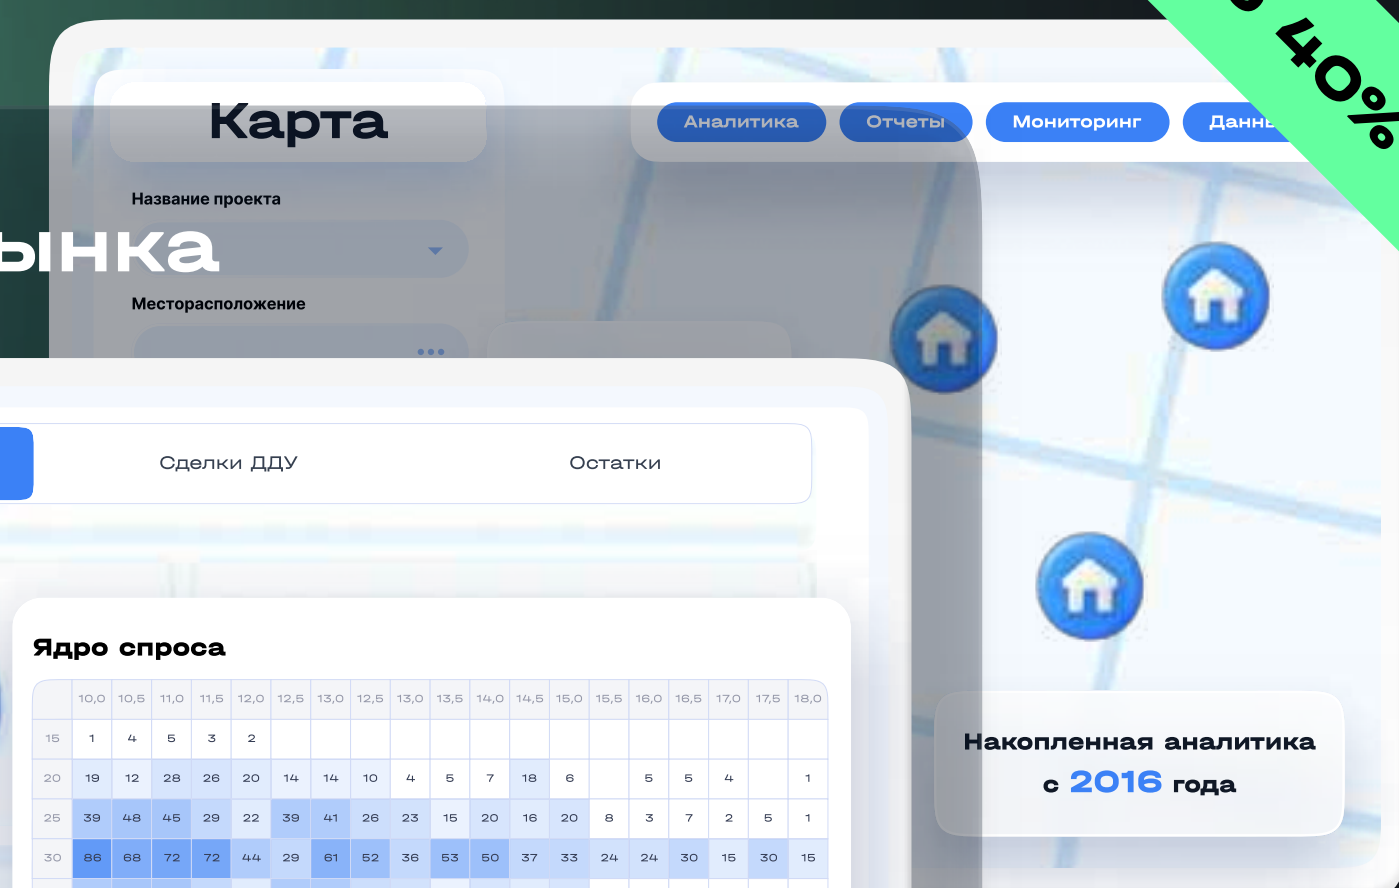 40%
Карта
Аналитика Отчеты Мониторинг
Название проекта
Месторасположение
Сделки ДДУ Остатки
Ядро спроса
10,0 10,5 11,0 11,5 12,0 12,5 13,0 12,5 13,0 13,5 14,0 14,5 15,0 15,5 16,0 16,5 17,0 17,5 18,0
15 1 4 5 3 2
20 19 12 28 26 20 14 14 10 4 5 7 18 6 5 5 4 1
25 39 48 45 29 22 39 41 26 23 15 20 16 20 8 3 7 2 5 1
30 86 68 72 72 44 29 61 52 36 53 50 37 33 24 24 30 15 30 15
Накопленная аналитика
с 2016 года